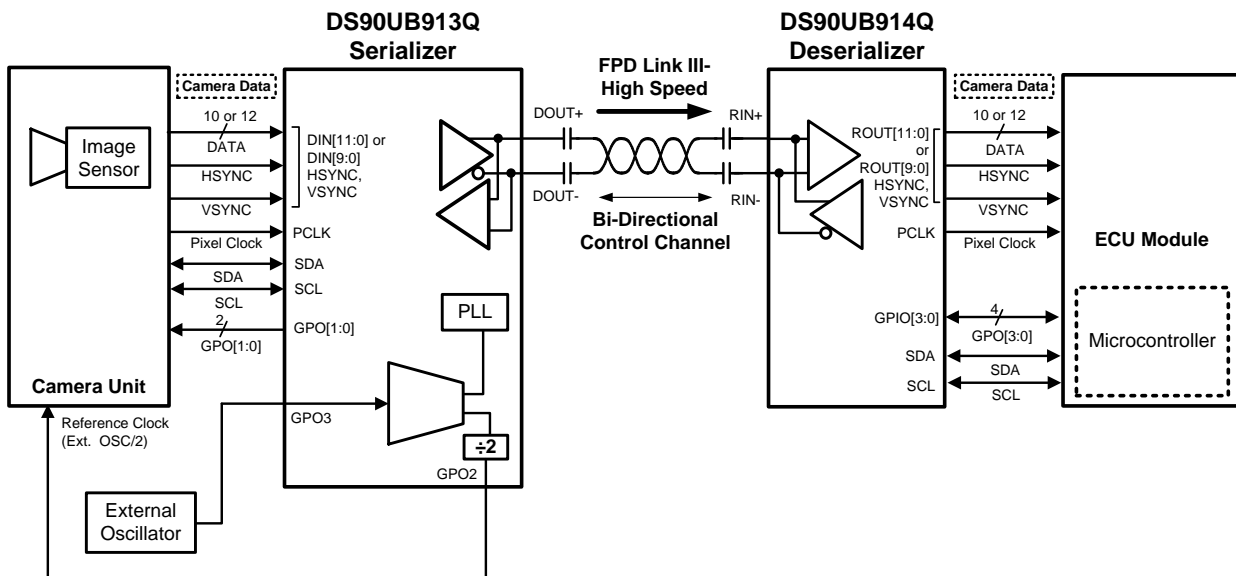 DS90UB913Q
Serializer
DS90UB914Q
Deserializer
FPD Link III-
High Speed
Camera Data
10 or 12
DATA
HSYNC
VSYNC
Pixel Clock
SDA
SCL
2
GPO[1:0]
Image
Sensor
Camera Unit
DIN[11:0] or
DIN[9:0]
HSYNC,
VSYNC
PCLK
SDA
SCL
GPO[1:0]
PLL
GPO3
÷2
GPO2
DOUT+
DOUT-
RIN+
RIN-
Bi-Directional
Control Channel
ROUT[11:0]
or
ROUT[9:0]
HSYNC,
VSYNC
PCLK
GPIO[3:0]
SDA
SCL
Camera Data
10 or 12
DATA
HSYNC
VSYNC
Pixel Clock
4
GPO[3:0]
SDA
SCL
ECU Module
Microcontroller
Reference Clock
(Ext. OSC/2)
External
Oscillator